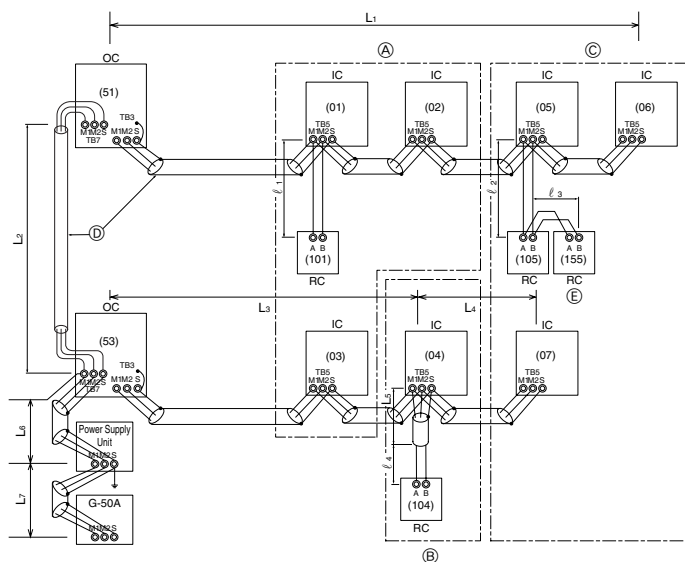 L1
A
C
OC
IC
IC
IC
IC
(51)
(01)
(02)
(05)
(06)
TB3
TB5
TB5
TB5
TB5
M1M2S
M1M2 S
M1M2S
M1M2S
M1M2S
M1M2S
TB7
ℓ1
ℓ2
ℓ3
L2
D
A B
A B
A B
(101)
(105)
(155)
RC
RC
RC
E
OC
L3
L4
IC
IC
IC
(53)
(03)
(04)
(07)
TB3
TB5
TB5
TB5
M1M2S
M1M2 S
M1M2S
M1M2S
M1M2S
TB7
L5
L6
Power Supply
Unit
M1M2S
ℓ4
A B
(104)
RC
L7
G-50A
M1M2S
B